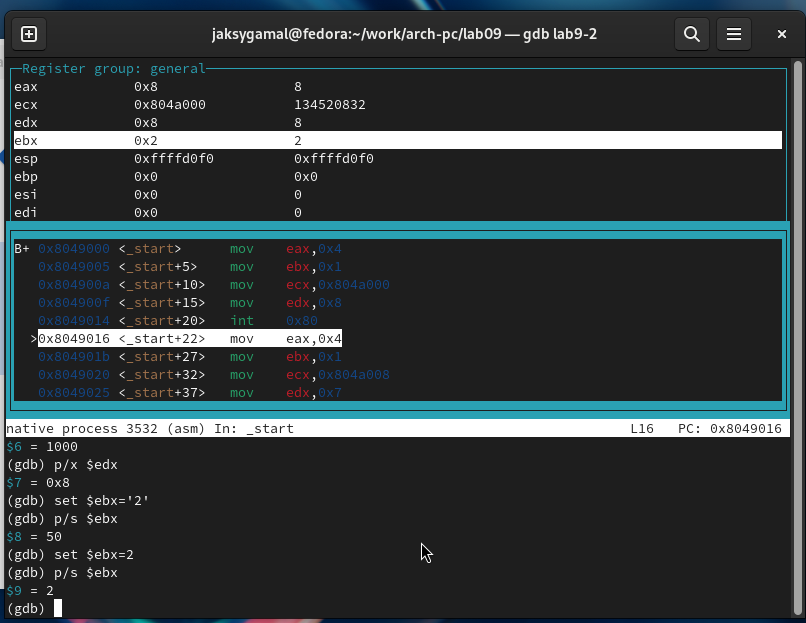 jaksygamal@fedora:~/work/arch-pc/lab09 — gdb lab9-2
Register group: general
eax 0x8 8
ecx 0x804a000 134520832
edx 0x8 8
ebx 0x2 2
esp 0xffffd0f0 0xffffd0f0
ebp 0x0 0x0
esi 0x0 0
edi 0x0 0
B+ 0x8049000 <_start> mov eax,0x4
0x8049005 <_start+5> mov ebx,0x1
0x804900a <_start+10> mov ecx,0x804a000
0x804900f <_start+15> mov edx,0x8
0x8049014 <_start+20> int 0x80
>0x8049016 <_start+22> mov eax,0x4
0x804901b <_start+27> mov ebx,0x1
0x8049020 <_start+32> mov ecx,0x804a008
0x8049025 <_start+37> mov edx,0x7
native process 3532 (asm) In: _start L16 PC: 0x8049016
$6 = 1000
(gdb) p/x $edx
$7 = 0x8
(gdb) set $ebx='2'
(gdb) p/s $ebx
$8 = 50
(gdb) set $ebx=2
(gdb) p/s $ebx
$9 = 2
(gdb)